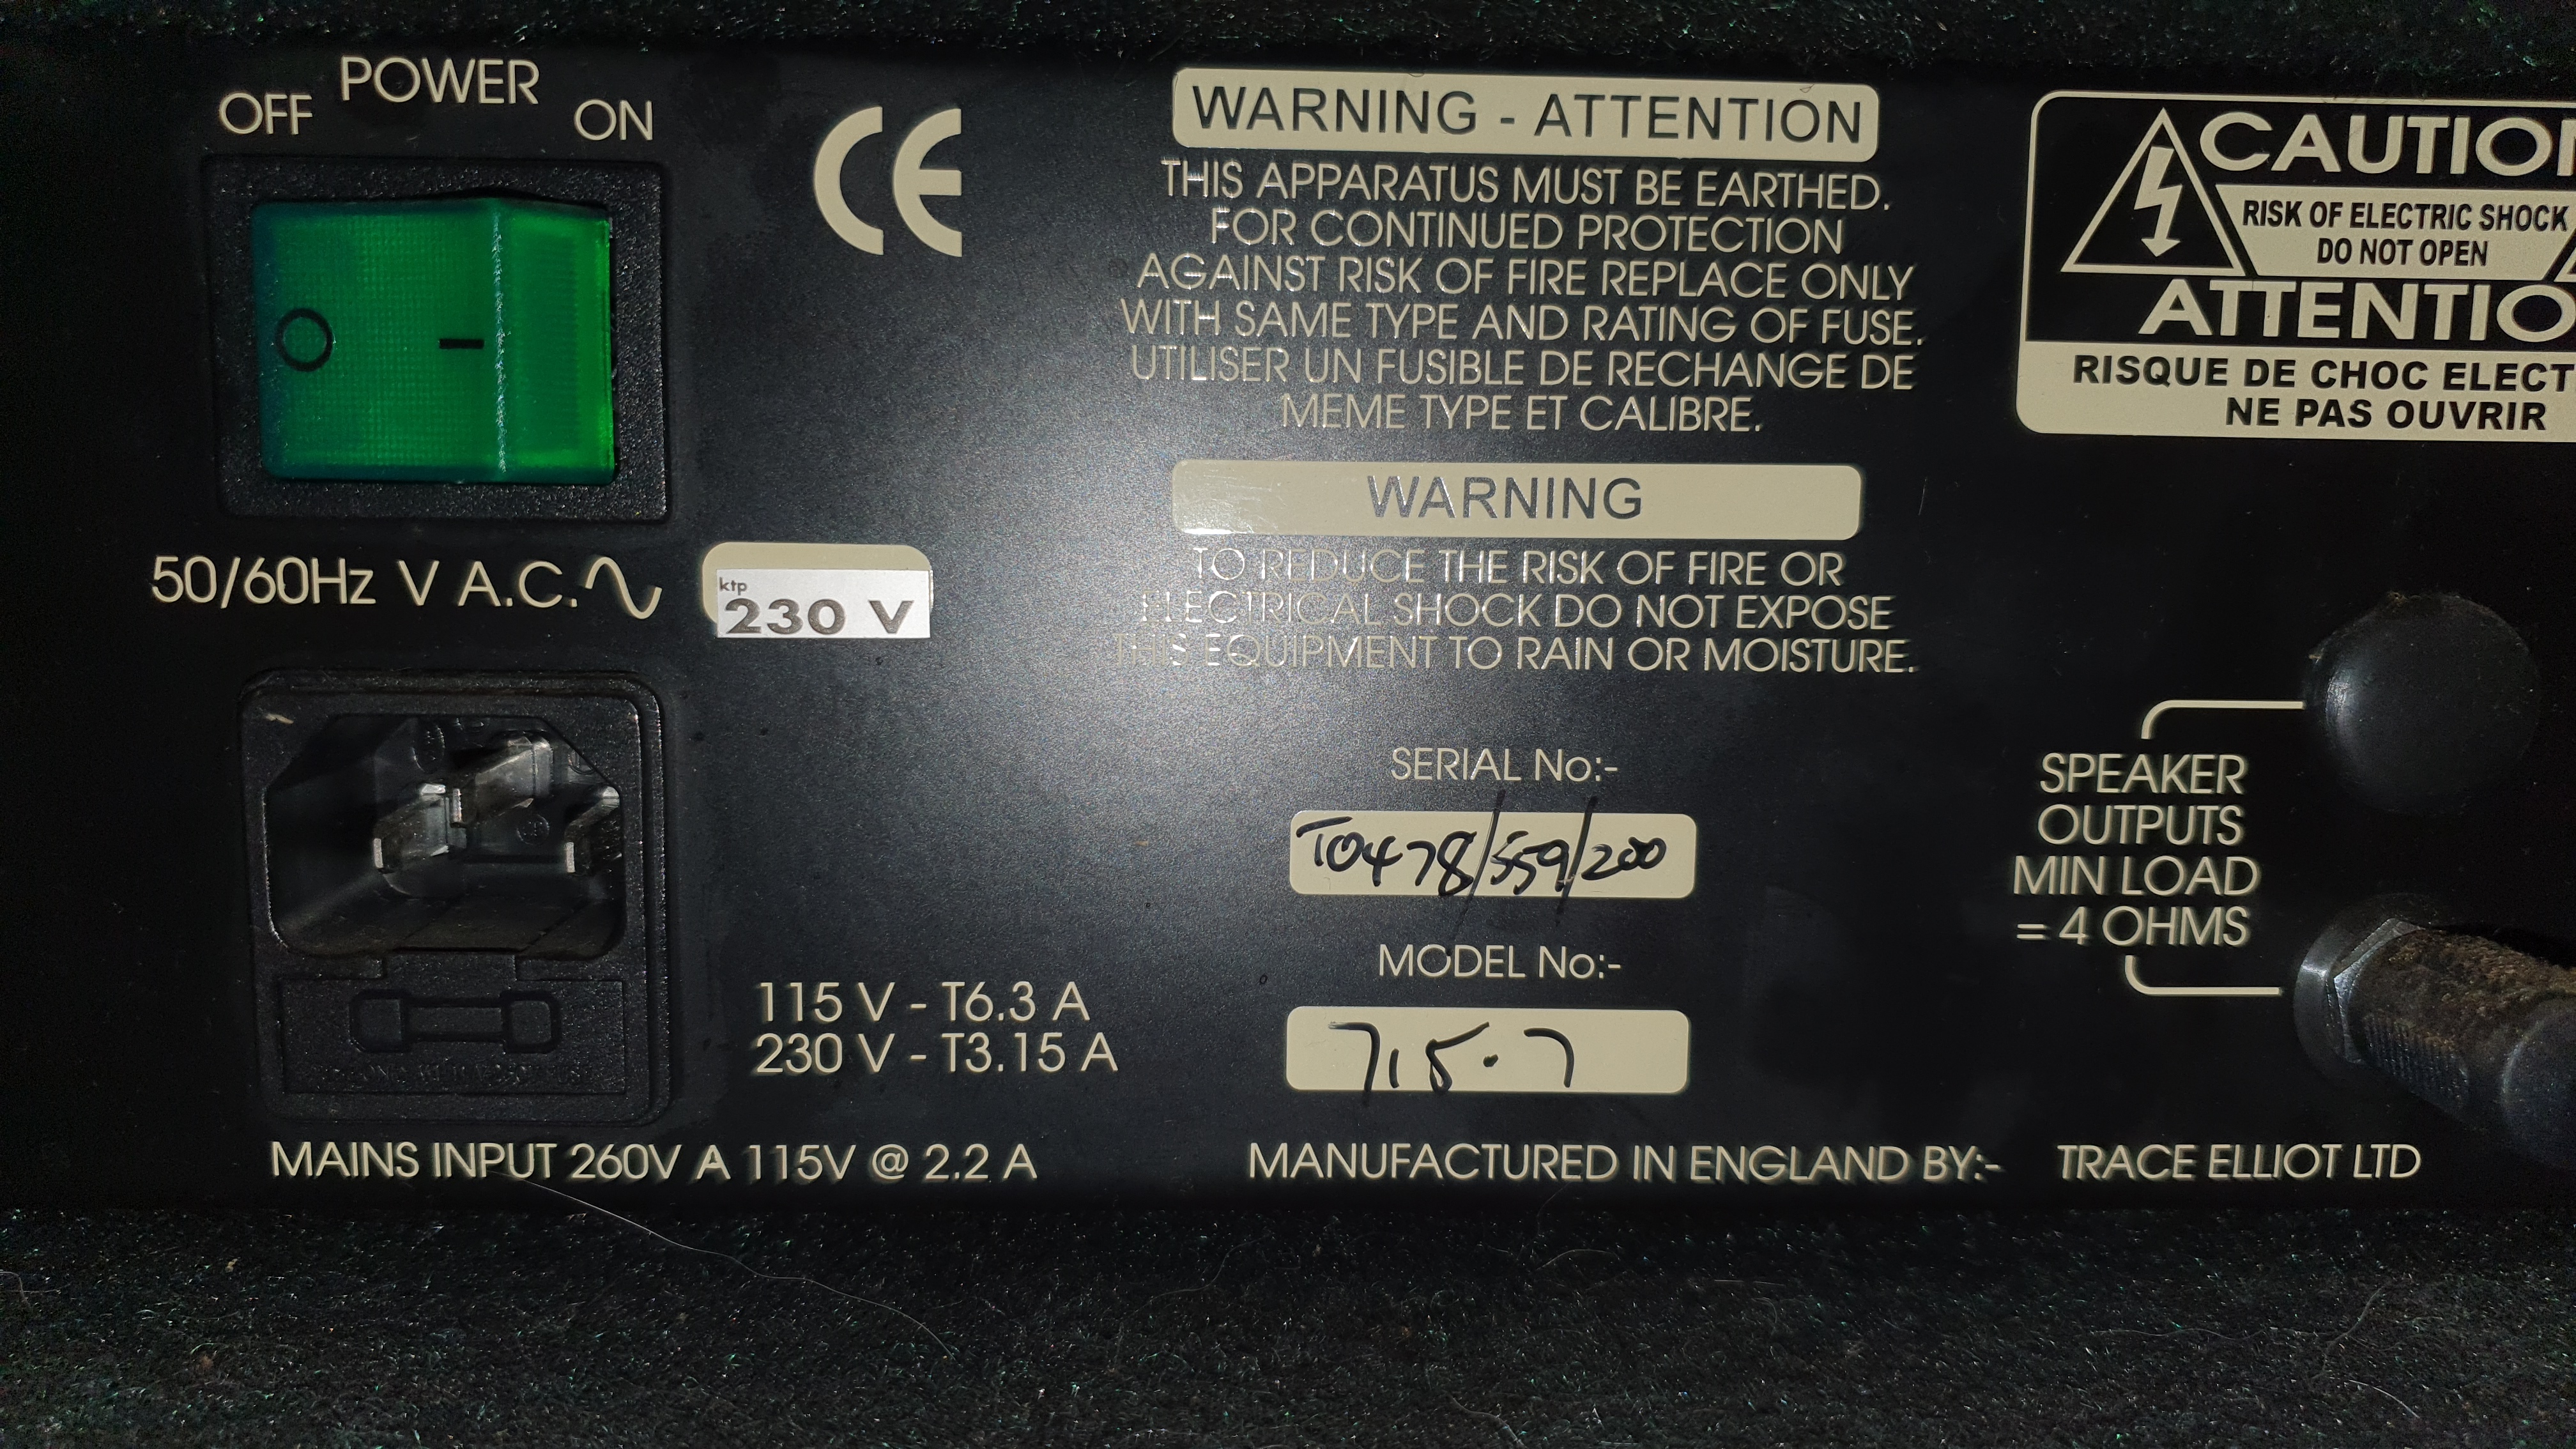 POWER
OFF
ON
50/60Hz V A.C.
ktp
230 V
115 V - T6.3 A
230 V - T3.15 A
MAINS INPUT 260V A 115V @ 2.2 A
CE
WARNING - ATTENTION
THIS APPARATUS MUST BE EARTHED.
FOR CONTINUED PROTECTION
AGAINST RISK OF FIRE REPLACE ONLY
WITH SAME TYPE AND RATING OF FUSE.
UTILISER UN FUSIBLE DE RECHANGE DE
MEME TYPE ET CALIBRE.
WARNING
TO REDUCE THE RISK OF FIRE OR
ELECTRICAL SHOCK DO NOT EXPOSE
THIS EQUIPMENT TO RAIN OR MOISTURE.
SERIAL No:-
T0478/559/200
MODEL No:-
715.7
MANUFACTURED IN ENGLAND BY:- TRACE ELLIOT LTD
CAUTION
RISK OF ELECTRIC SHOCK
DO NOT OPEN
ATTENTIO
RISQUE DE CHOC ELECT
NE PAS OUVRIR
SPEAKER
OUTPUTS
MIN LOAD
= 4 OHMS